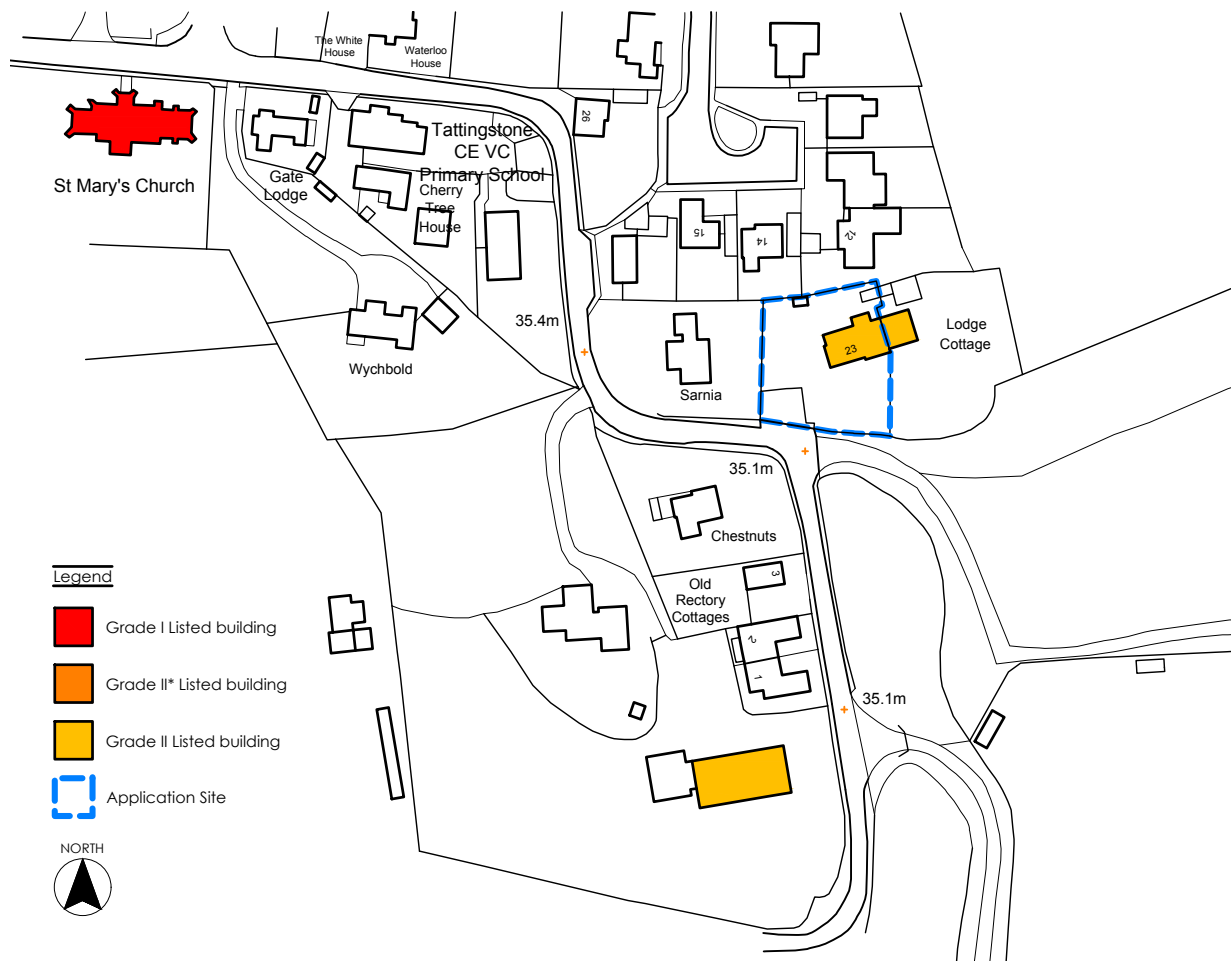 The White
House
Waterloo
House
26
Tattingstone
CE VC
Primary School
St Mary's Church
Gate
Lodge
Cherry
Tree
House
15
14
12
35.4m
Wychbold
Sarnia
23
Lodge
Cottage
35.1m
Chestnuts
3
Old
Rectory
Cottages
2
1
35.1m
Legend
Grade I Listed building
Grade II* Listed building
Grade II Listed building
Application Site
NORTH